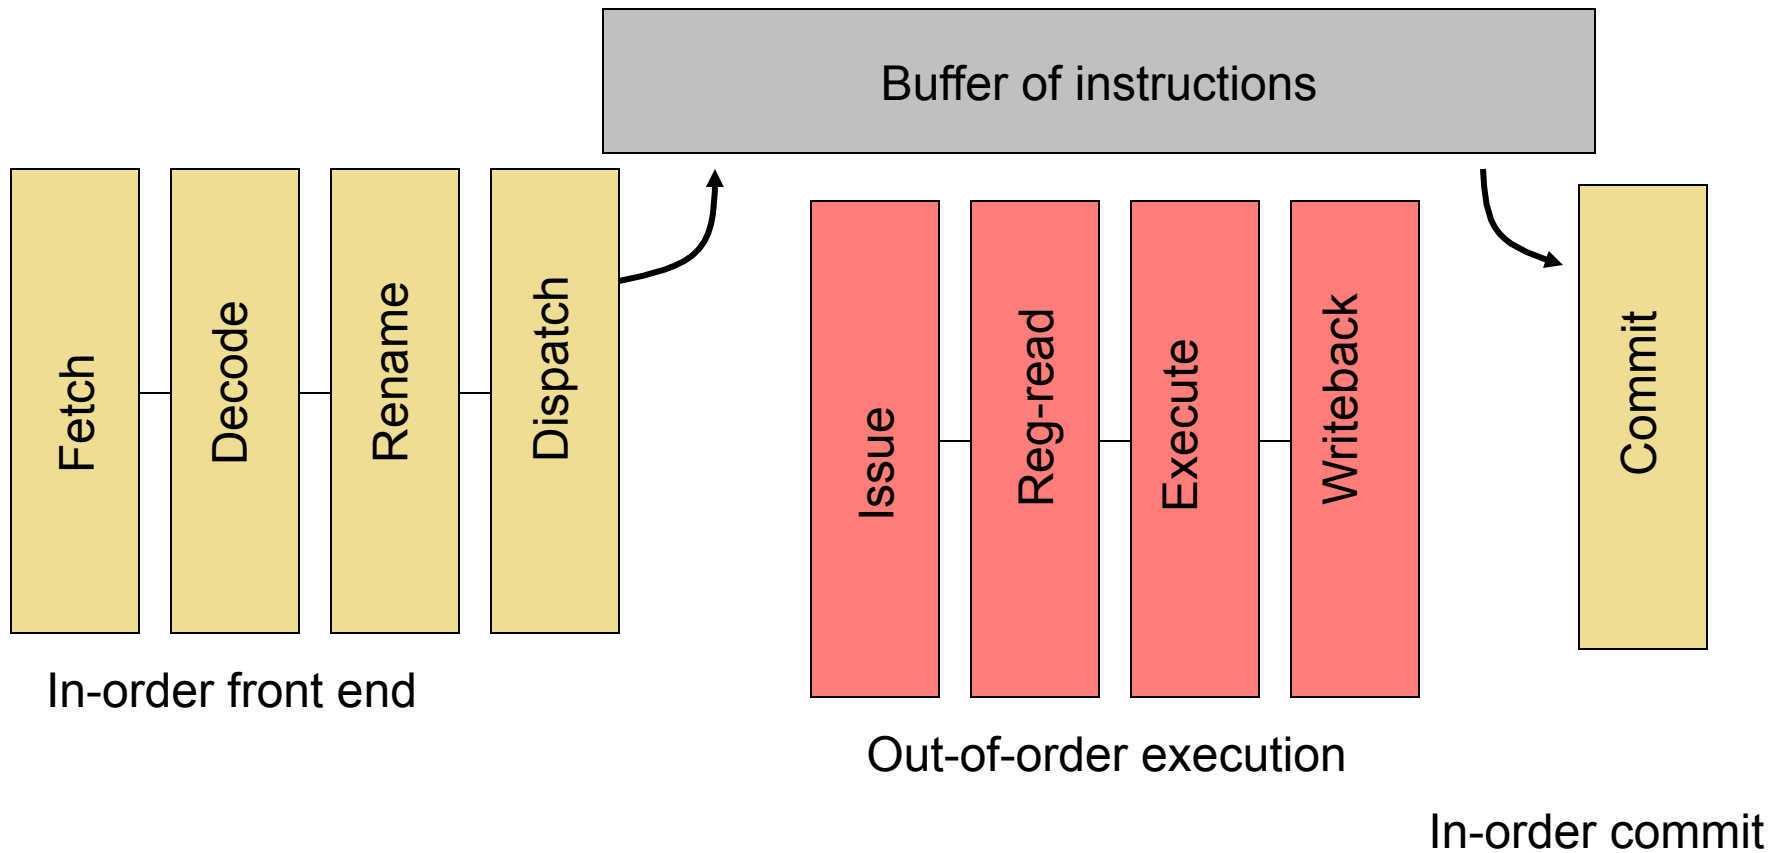 Buffer of instructions
Fetch
Decode
Rename
Dispatch
Issue
Reg-read
Execute
Writeback
Commit
In-order front end
Out-of-order execution
In-order commit